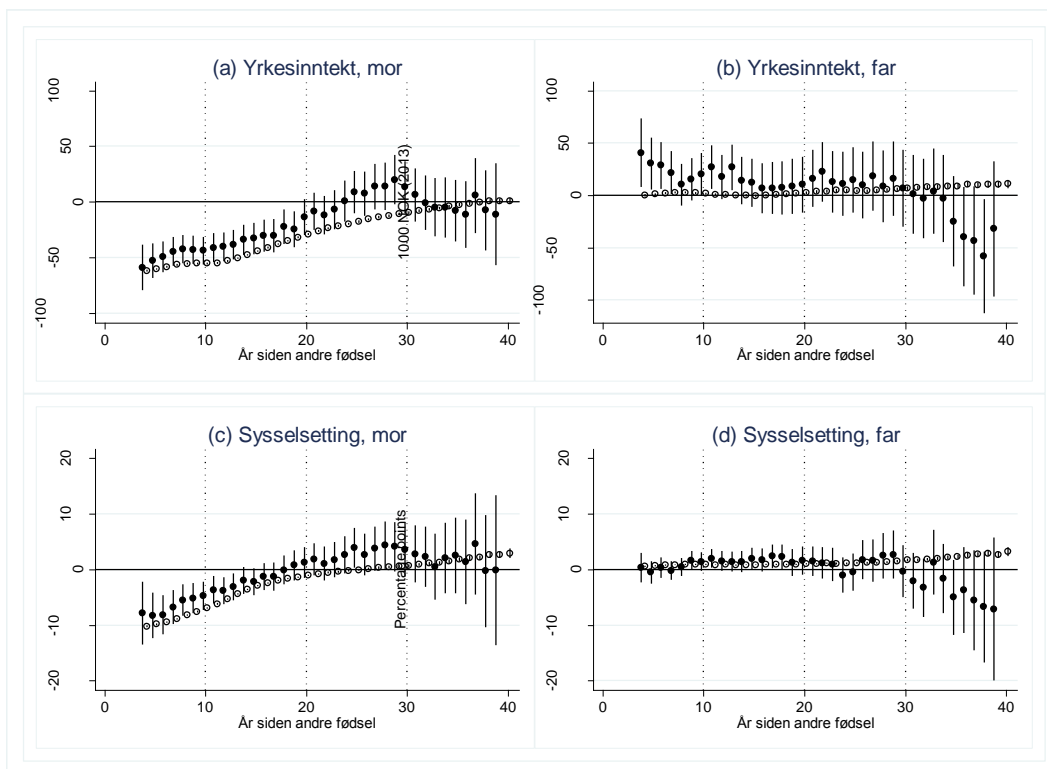 (a) Yrkesinntekt, mor
100
50
0
-50
-100
1000 NOK (2013)
0 10 20 30 40
År siden andre fødsel
(b) Yrkesinntekt, far
100
50
0
-50
-100
0 10 20 30 40
År siden andre fødsel
(c) Sysselsetting, mor
20
10
0
-10
-20
Percentage points
0 10 20 30 40
År siden andre fødsel
(d) Sysselsetting, far
20
10
0
-10
-20
0 10 20 30 40
År siden andre fødsel